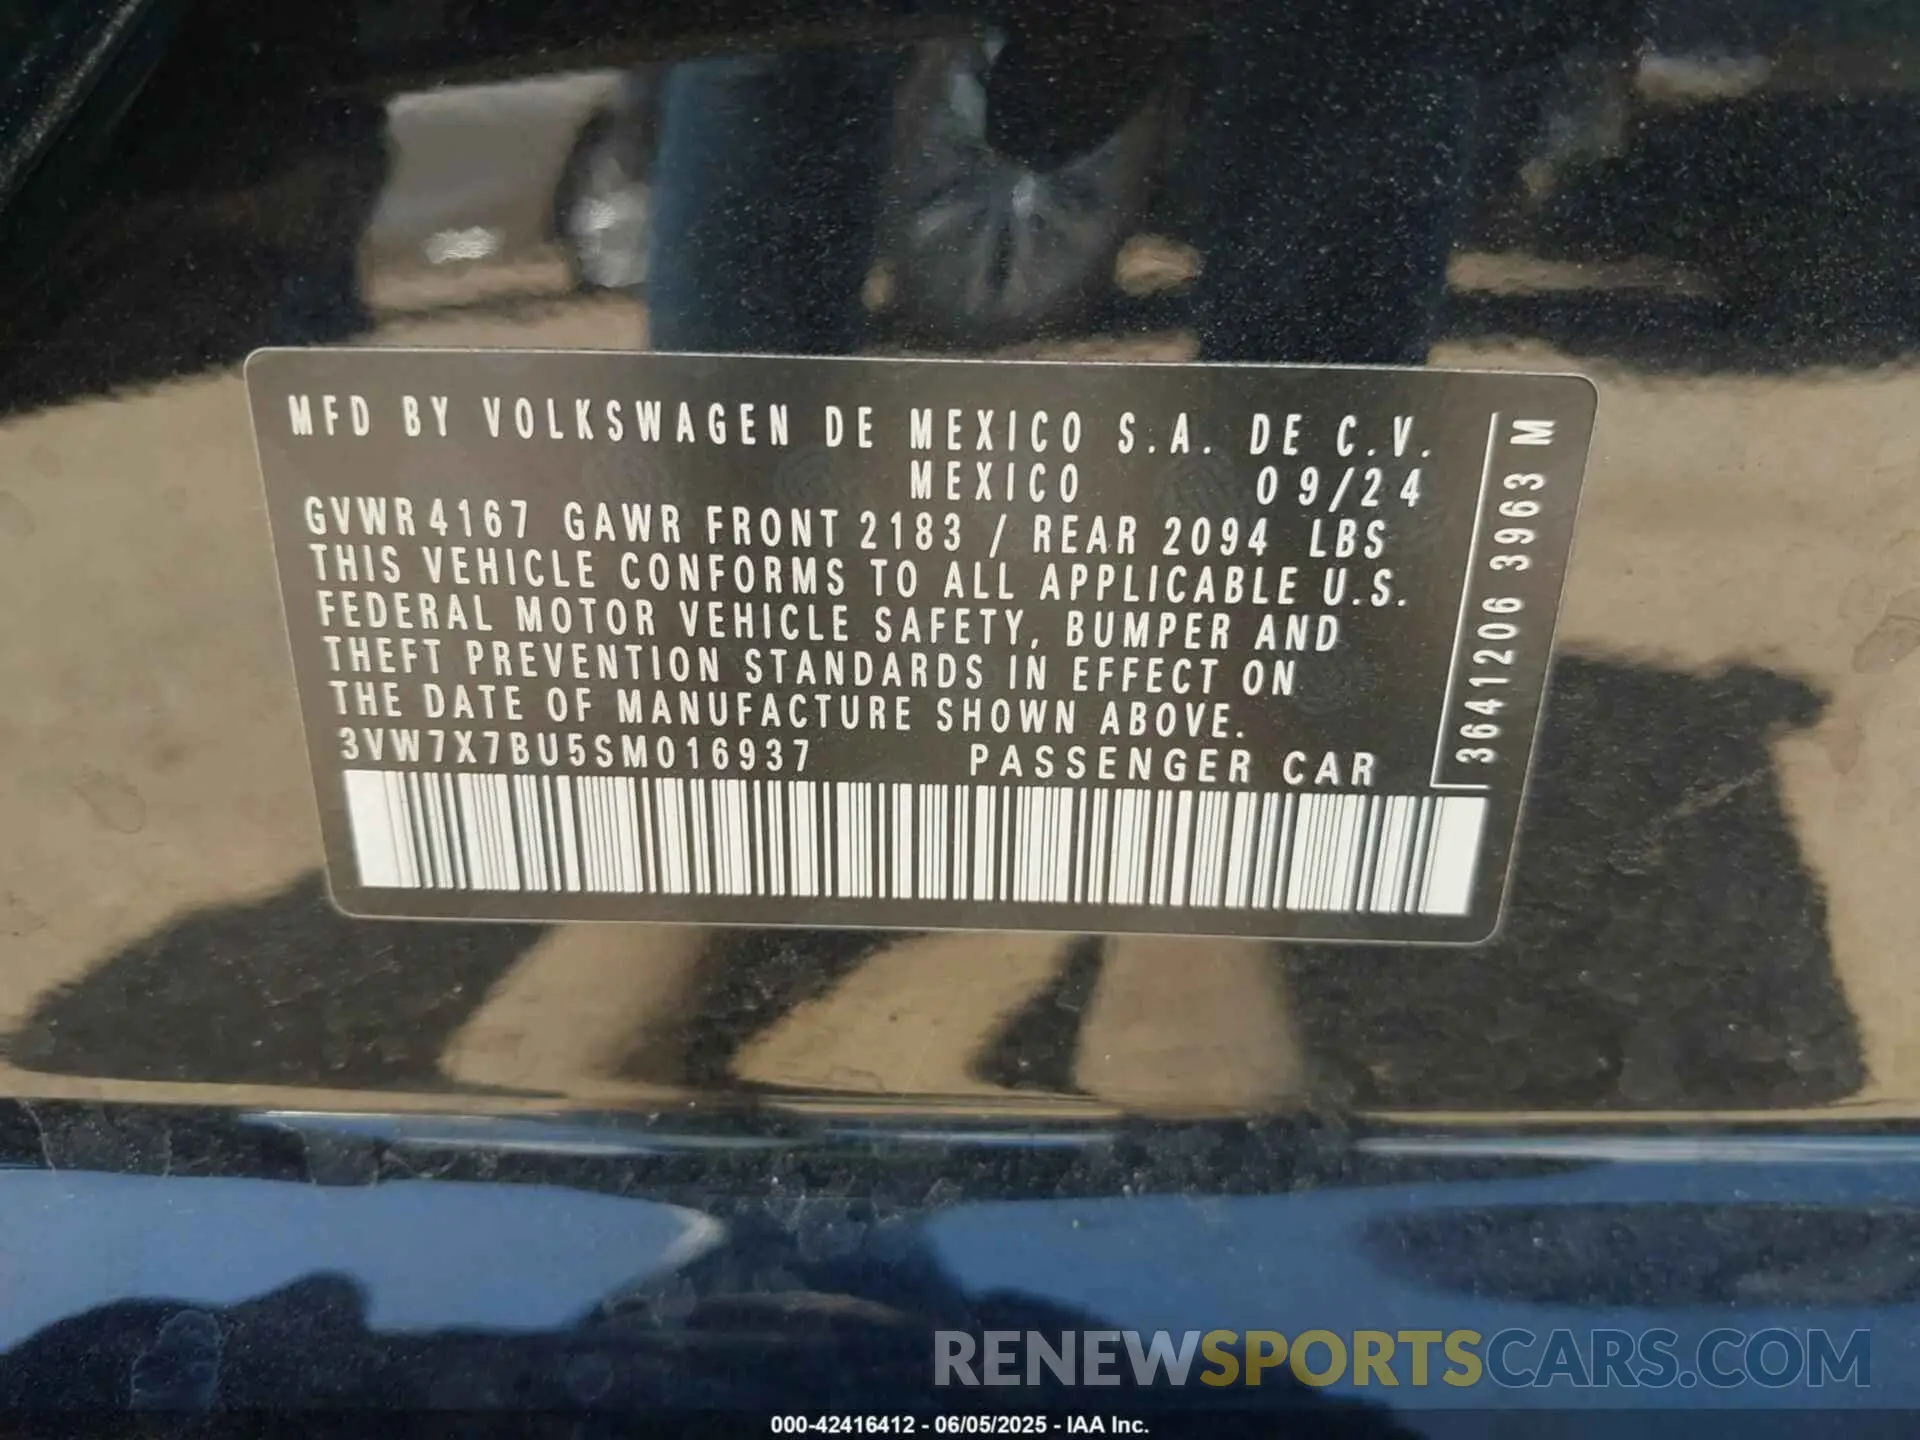 MFD BY VOLKSWAGEN DE MEXICO S.A. DE C.V.
MEXICO 09/24
GVWR 4167 GAWR FRONT 2183 / REAR 2094 LBS
THIS VEHICLE CONFORMS TO ALL APPLICABLE U.S.
FEDERAL MOTOR VEHICLE SAFETY, BUMPER AND
THEFT PREVENTION STANDARDS IN EFFECT ON
THE DATE OF MANUFACTURE SHOWN ABOVE.
3VW7X7BU5SM016937 PASSENGER CAR
3641206 3963 M
RENEWSPORTSCARS.COM
000-42416412 - 06/05/2025 - IAA Inc.